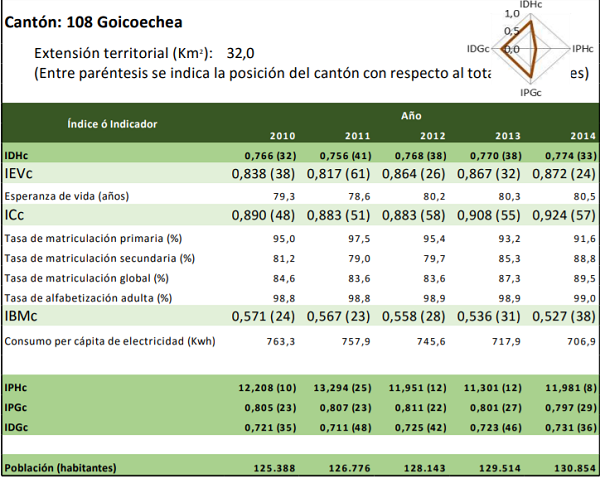 IDHc
1,0
0,5
0,0
IDGc
IPHc
IPGc
Cantón: 108 Goicoechea
Extensión territorial (Km²): 32,0
(Entre paréntesis se indica la posición del cantón con respecto al tota es)
Índice ó Indicador Año
2010 2011 2012 2013 2014
IDHc 0,766 (32) 0,756 (41) 0,768 (38) 0,770 (38) 0,774 (33)
IEVc 0,838 (38) 0,817 (61) 0,864 (26) 0,867 (32) 0,872 (24)
Esperanza de vida (años) 79,3 78,6 80,2 80,3 80,5
ICc 0,890 (48) 0,883 (51) 0,883 (58) 0,908 (55) 0,924 (57)
Tasa de matriculación primaria (%) 95,0 97,5 95,4 93,2 91,6
Tasa de matriculación secundaria (%) 81,2 79,0 79,7 85,3 88,8
Tasa de matriculación global (%) 84,6 83,6 83,6 87,3 89,5
Tasa de alfabetización adulta (%) 98,8 98,8 98,9 98,9 99,0
IBMc 0,571 (24) 0,567 (23) 0,558 (28) 0,536 (31) 0,527 (38)
Consumo per cápita de electricidad (Kwh) 763,3 757,9 745,6 717,9 706,9
IPHc 12,208 (10) 13,294 (25) 11,951 (12) 11,301 (12) 11,981 (8)
IPGc 0,805 (23) 0,807 (23) 0,811 (22) 0,801 (27) 0,797 (29)
IDGc 0,721 (35) 0,711 (48) 0,725 (42) 0,723 (46) 0,731 (36)
Población (habitantes) 125.388 126.776 128.143 129.514 130.854